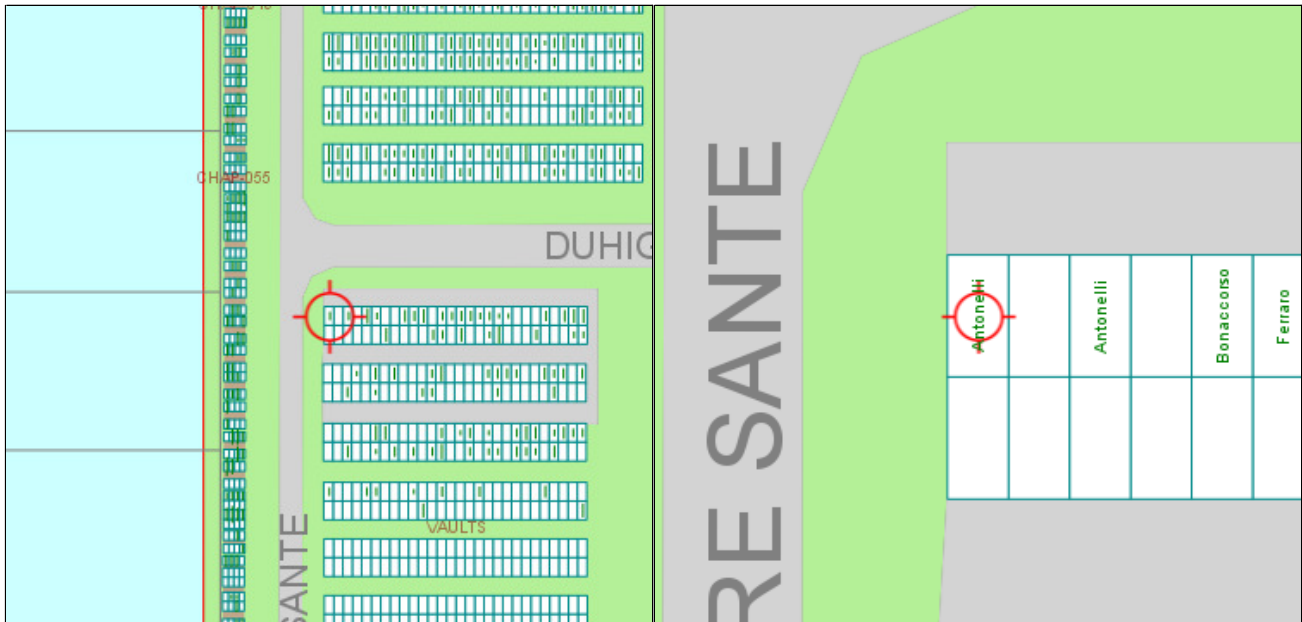 CHAP-055
DUHIG
SANTE
VAULTS
RE SANTE
Antonelli
Antonelli
Bonaccorso
Ferraro